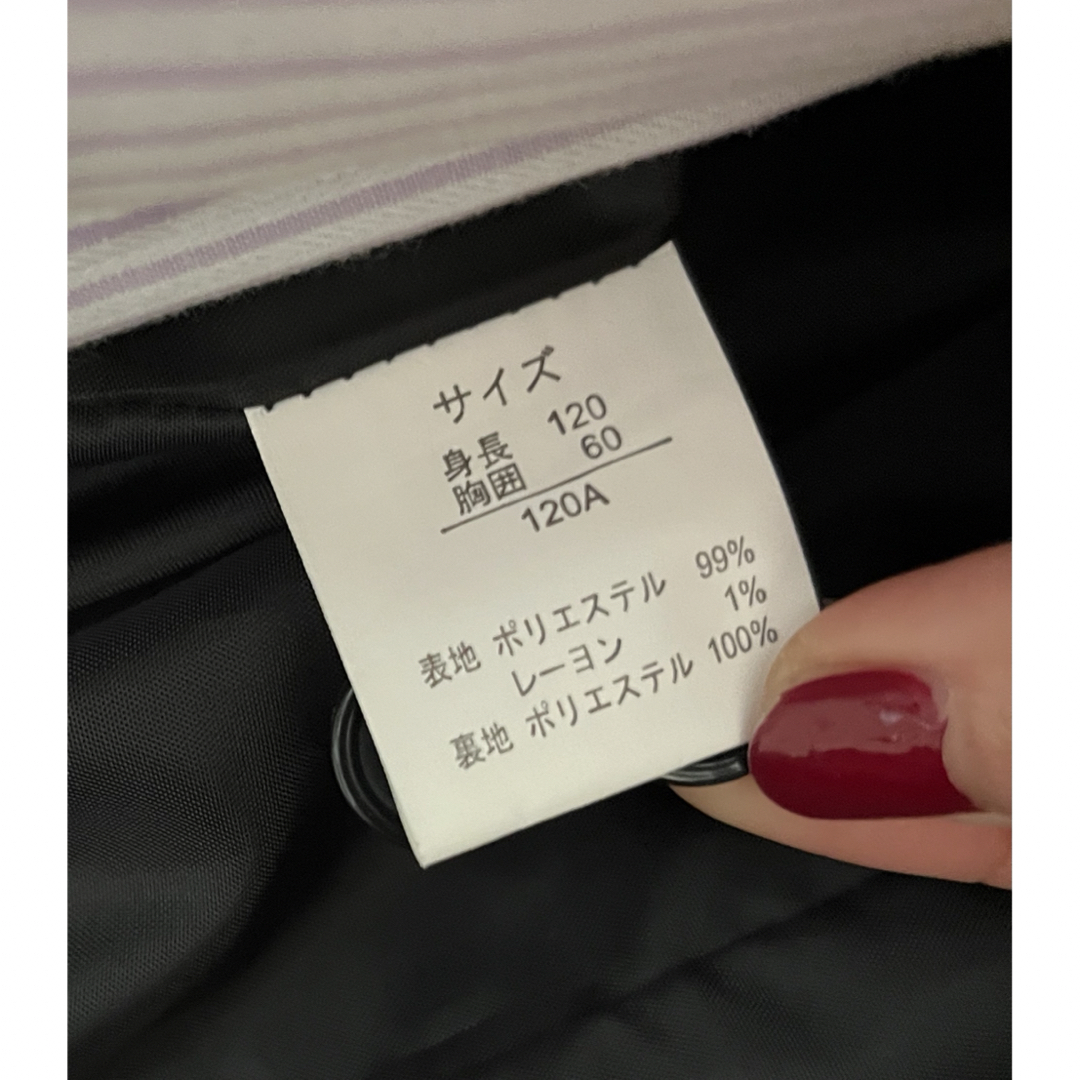 サイズ
身長 120
胸囲 60
120A
表地 ポリエステル 99%
レーヨン 1%
裏地 ポリエステル 100%